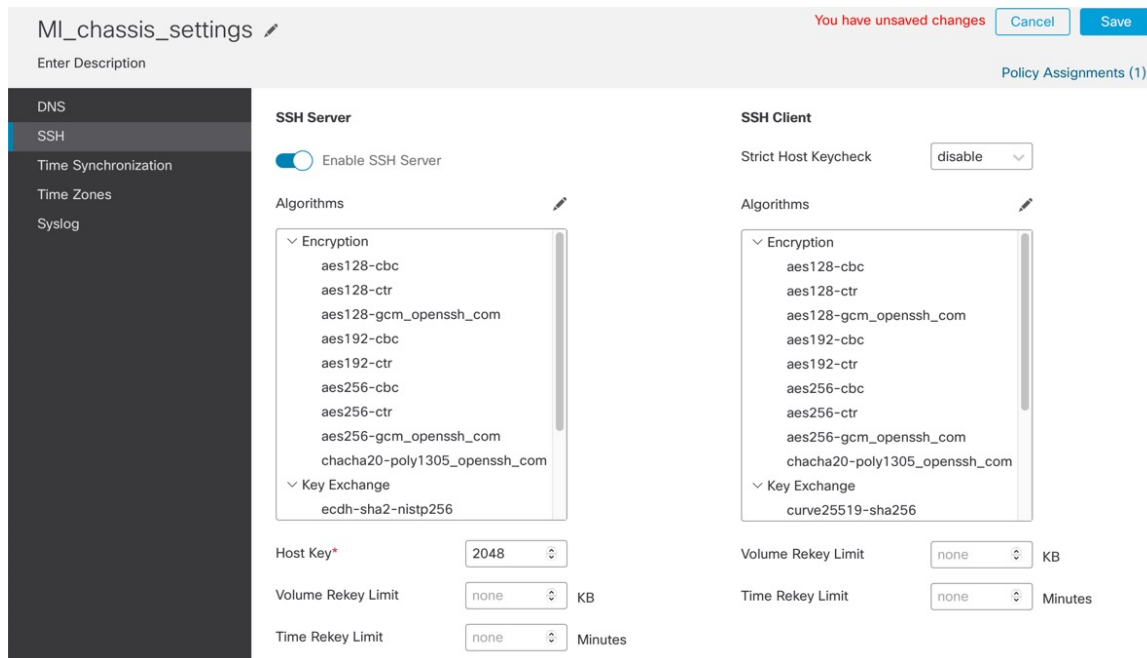 MI_chassis_settings
You have unsaved changes
Cancel
Save
Enter Description
Policy Assignments (1)
DNS
SSH
Time Synchronization
Time Zones
Syslog
SSH Server
Enable SSH Server
Algorithms
Encryption
aes128-cbc
aes128-ctr
aes128-gcm_openssh_com
aes192-cbc
aes192-ctr
aes256-cbc
aes256-ctr
aes256-gcm_openssh_com
chacha20-poly1305_openssh_com
Key Exchange
ecdh-sha2-nistp256
Host Key* 2048
Volume Rekey Limit none KB
Time Rekey Limit none Minutes
SSH Client
Strict Host Keycheck disable
Algorithms
Encryption
aes128-cbc
aes128-ctr
aes128-gcm_openssh_com
aes192-cbc
aes192-ctr
aes256-cbc
aes256-ctr
aes256-gcm_openssh_com
chacha20-poly1305_openssh_com
Key Exchange
curve25519-sha256
Volume Rekey Limit none KB
Time Rekey Limit none Minutes